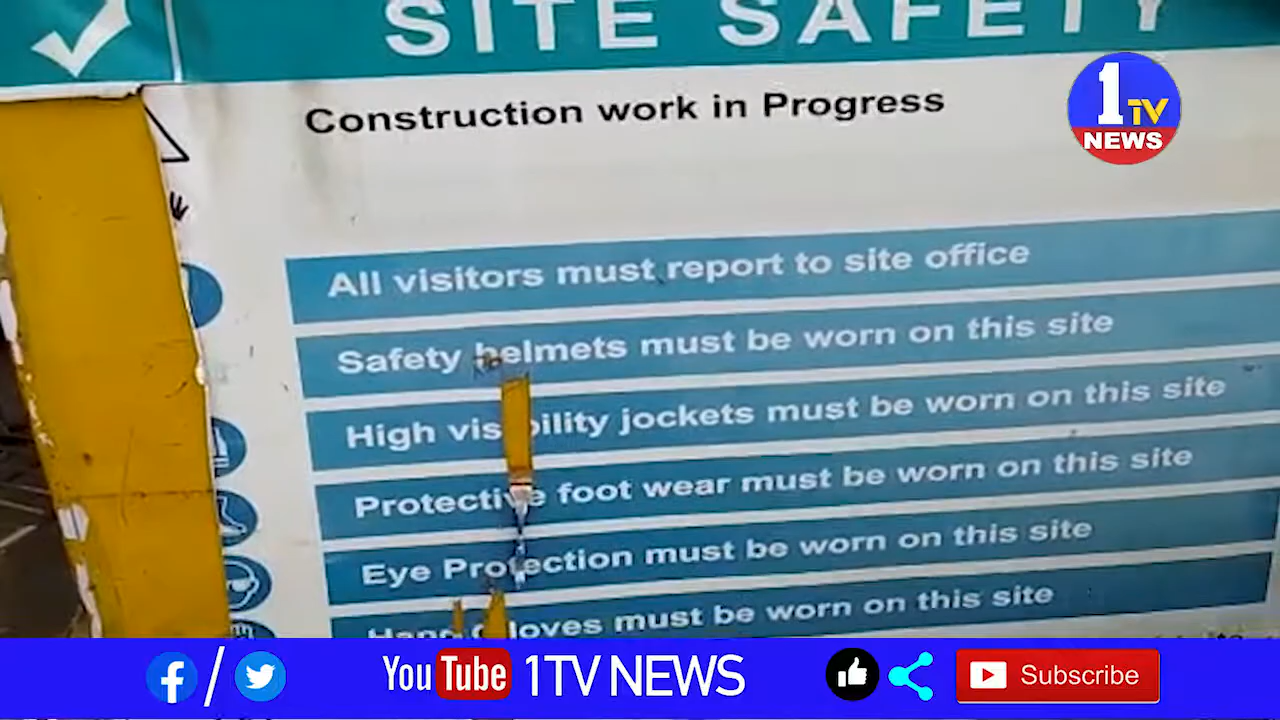 SITE SAFETY
Construction work in Progress
1TV
NEWS
All visitors must report to site office
Safety helmets must be worn on this site
High visibility jockets must be worn on this site
Protective foot wear must be worn on this site
Eye Protection must be worn on this site
Hand gloves must be worn on this site
f / YouTube 1TV NEWS Subscribe